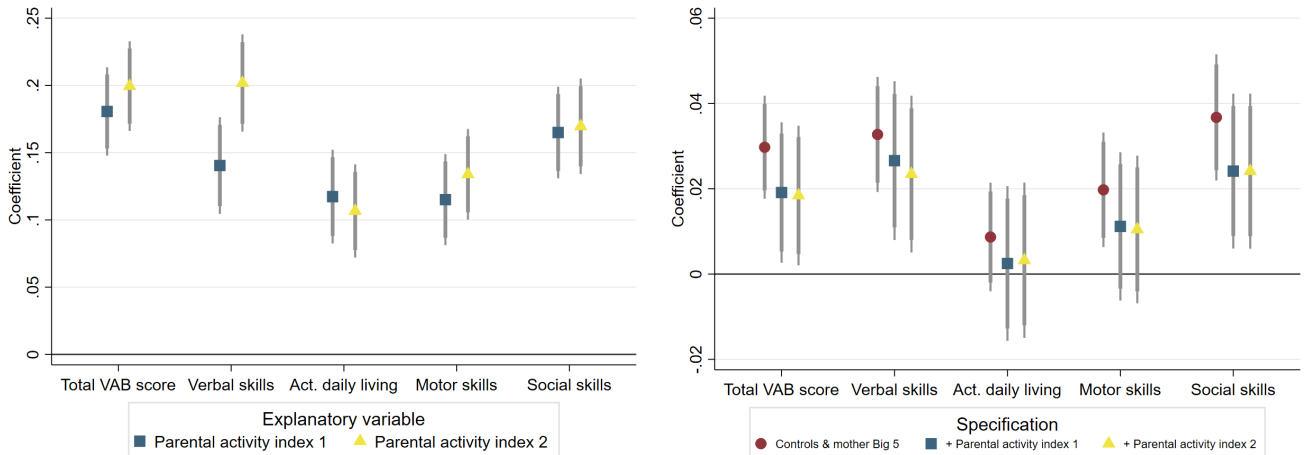 Coefficient
.25
.2
.15
.1
.05
0
Total VAB score Verbal skills Act. daily living Motor skills Social skills
Explanatory variable
Parental activity index 1 Parental activity index 2
Coefficient
.06
.04
.02
0
-.02
Total VAB score Verbal skills Act. daily living Motor skills Social skills
Specification
Controls & mother Big 5 + Parental activity index 1 + Parental activity index 2